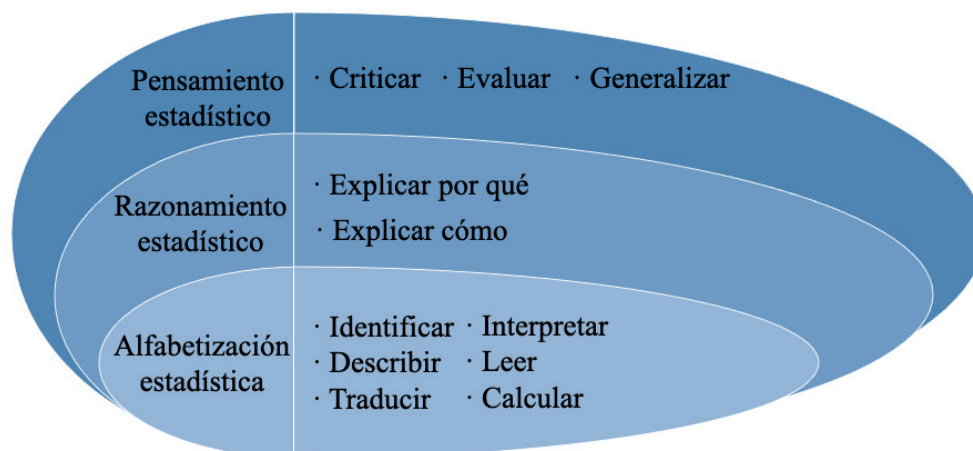 Pensamiento
estadístico
· Criticar · Evaluar · Generalizar
Razonamiento
estadístico
· Explicar por qué
· Explicar cómo
Alfabetización
estadística
· Identificar · Interpretar
· Describir · Leer
· Traducir · Calcular